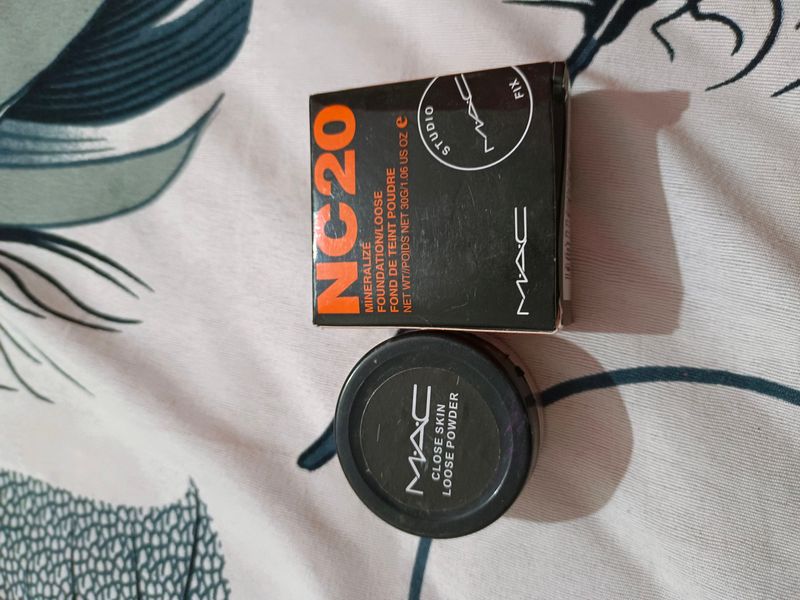 NC20
MINERALIZE
FOUNDATION/LOOSE
FOND DE TEINT POUDRE
NET WT//POIDS NET 30G/1.06 US OZ e
STUDIO
M·A·C
FIX
M·A·C
M·A·C
CLOSE SKIN
LOOSE POWDER